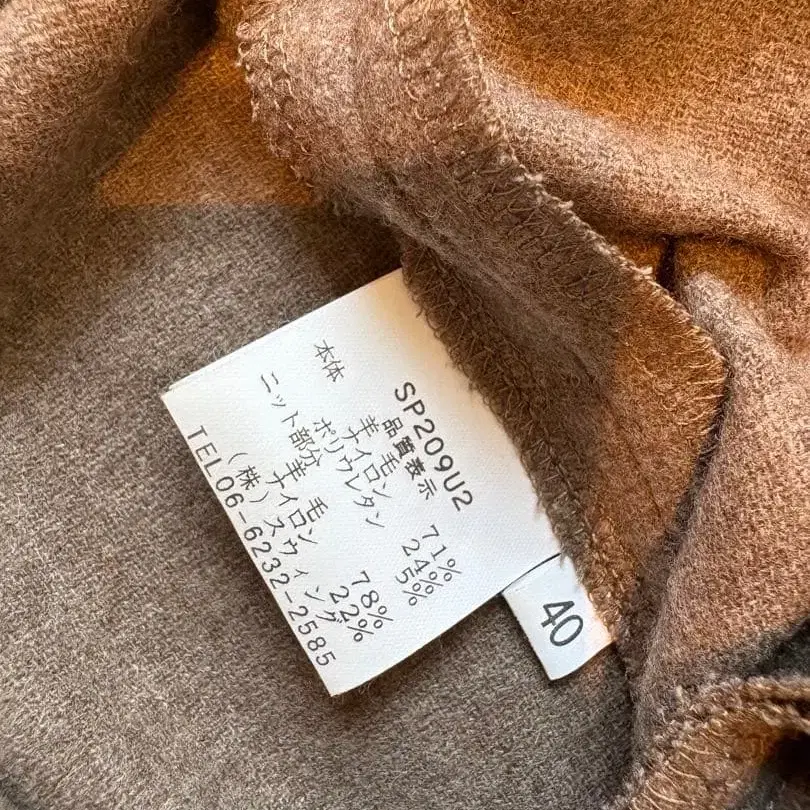 SP209U2
品質表示
本体 羊毛 71%
ナイロン 24%
ポリウレタン 5%
ニット部分 羊毛 78%
ナイロン 22%
(株)スウィング
TEL06-6232-2585
40